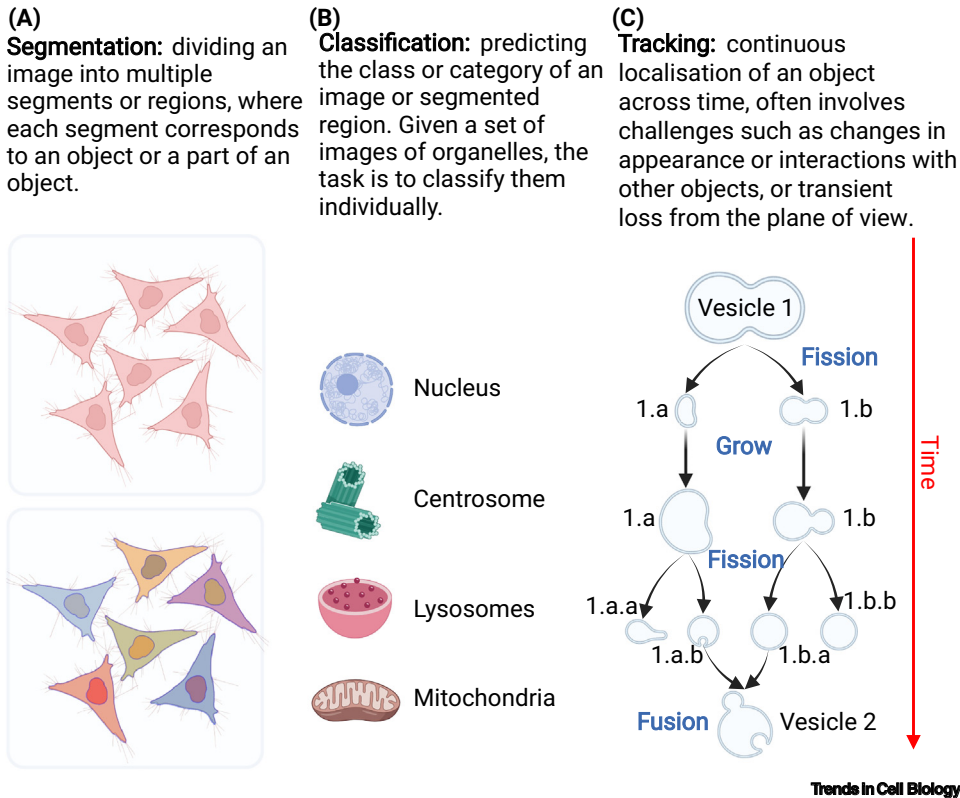 (A)
Segmentation: dividing an
image into multiple
segments or regions, where
each segment corresponds
to an object or a part of an
object.
(B)
Classification: predicting
the class or category of an
image or segmented
region. Given a set of
images of organelles, the
task is to classify them
individually.
Nucleus
Centrosome
Lysosomes
Mitochondria
(C)
Tracking: continuous
localisation of an object
across time, often involves
challenges such as changes in
appearance or interactions with
other objects, or transient
loss from the plane of view.
Vesicle 1
Fission
1.a
1.b
Grow
Time
1.a
1.b
Fission
1.a.a
1.b.b
1.a.b
1.b.a
Fusion
Vesicle 2
Trends in Cell Biology